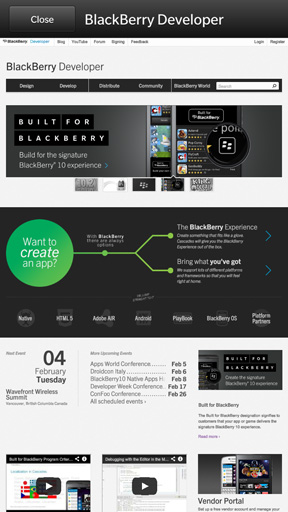 Close
BlackBerry Developer
BlackBerry Developer Blog YouTube Forum Signing Feedback Login Register
BlackBerry Developer
Design Develop Distribute Community BlackBerry World Search
BUILT FOR
BLACKBERRY
Build for the signature
BlackBerry® 10 experience >
Built for
BlackBerry
Want to
create
an app?
With BlackBerry
there are always
options
The BlackBerry Experience
Create something that fits like a glove.
Cascades will give you the BlackBerry
Experience out of the box.
Bring what you've got
We support lots of different platforms
and frameworks so that you will feel
right at home.
Native HTML 5 Adobe AIR Android PlayBook BlackBerry OS Platform Partners
Next Event
04
February
Tuesday
Wavefront Wireless
Summit
Vancouver, British Columbia Canada
More Upcoming Events
Apps World Conference... Feb 5
Droidcon Italy Feb 6
BlackBerry10 Native Apps H Feb 8
Developer Week Conference Feb 17
ConFoo Conference Feb 26
All scheduled events ›
BUILT FOR
BLACKBERRY
Create the signature
BlackBerry® 10 experience
Built for BlackBerry
The Built for BlackBerry designation signifies to
customers that your app or game delivers the
signature BlackBerry 10 experience.
Read more ›
Built for BlackBerry Program Criter...
Localization in Cascades
Debugging with the Editor in the M...
Vendor Portal
Set up a free vendor account and manage your